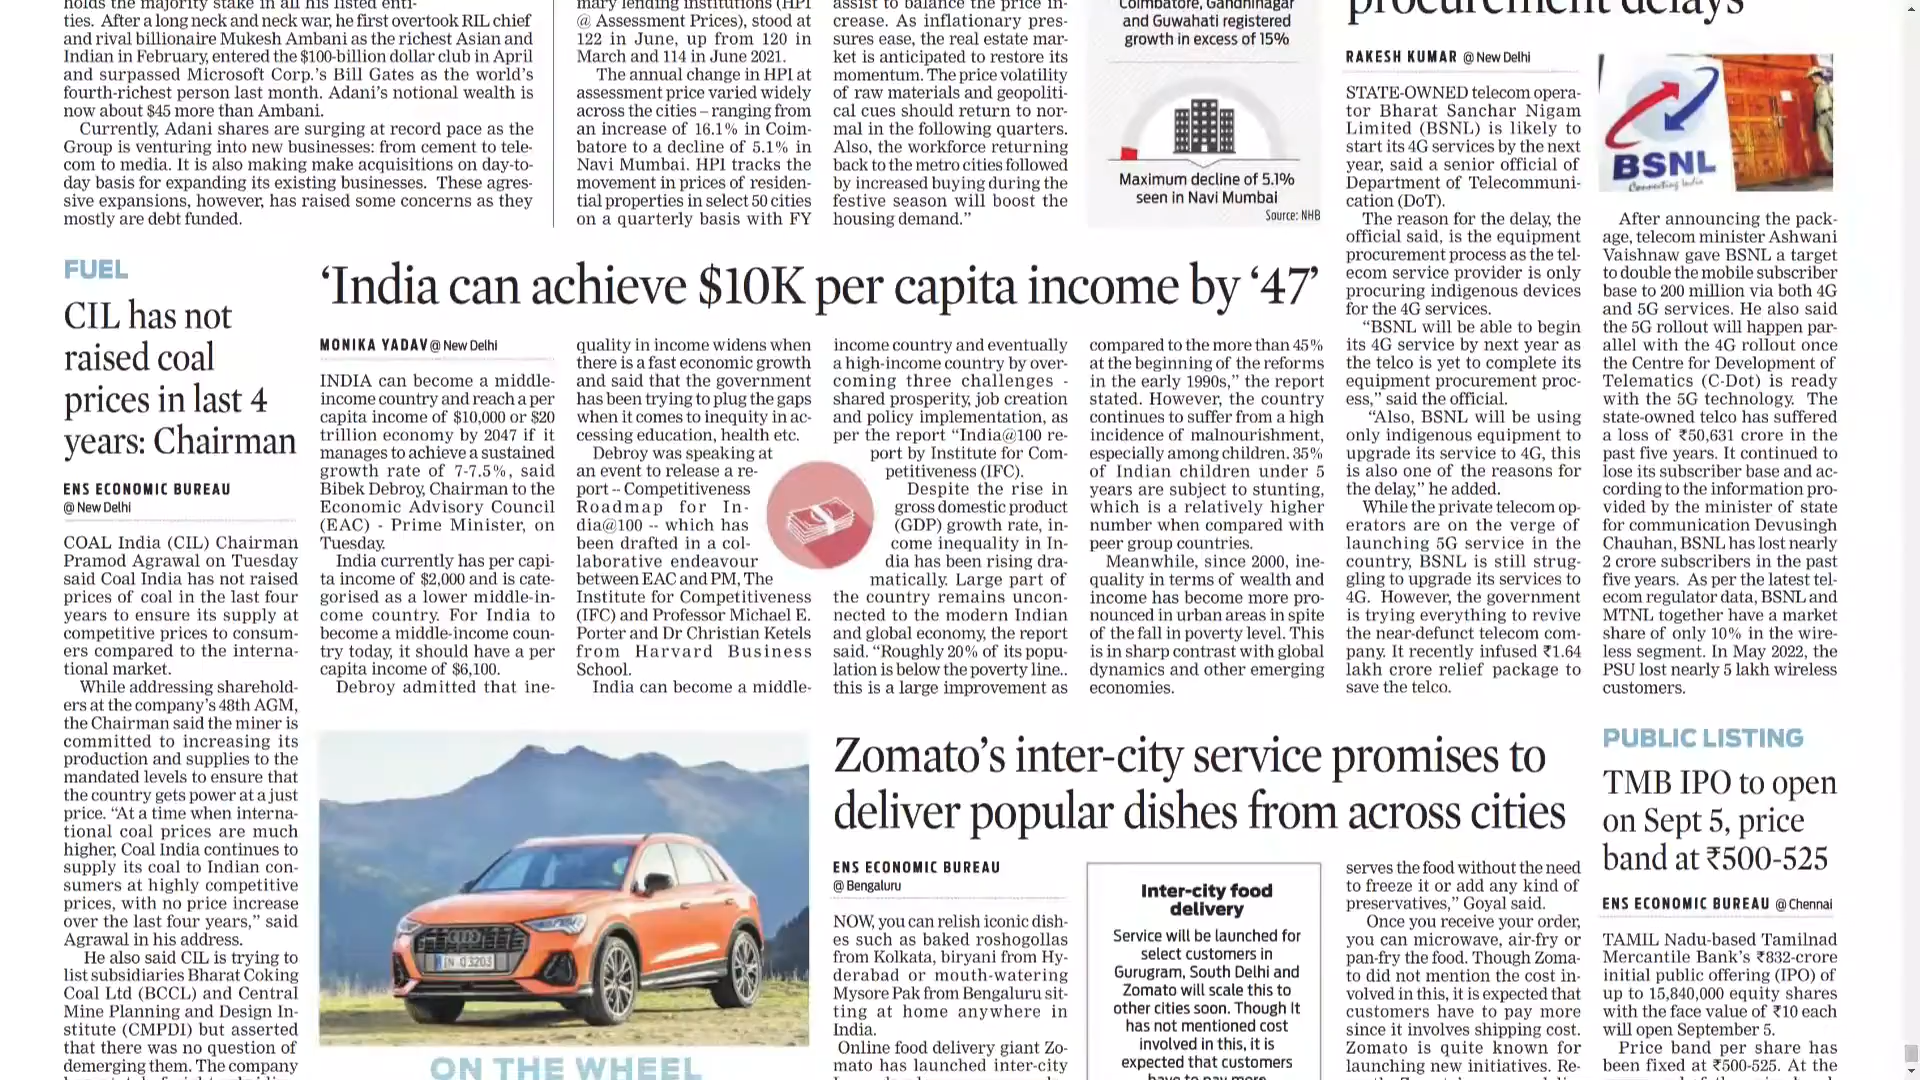 holds the majority stake in all his listed enti-
ties. After a long neck and neck war, he first overtook RIL chief
and rival billionaire Mukesh Ambani as the richest Asian and
Indian in February, entered the $100-billion dollar club in April
and surpassed Microsoft Corp.'s Bill Gates as the world's
fourth-richest person last month. Adani's notional wealth is
now about $45 more than Ambani.
Currently, Adani shares are surging at record pace as the
Group is venturing into new businesses: from cement to tele-
com to media. It is also making make acquisitions on day-to-
day basis for expanding its existing businesses. These agres-
sive expansions, however, has raised some concerns as they
mostly are debt funded.
mary lending institutions (HPI
@ Assessment Prices), stood at
122 in June, up from 120 in
March and 114 in June 2021.
The annual change in HPI at
assessment price varied widely
across the cities – ranging from
an increase of 16.1% in Coim-
batore to a decline of 5.1% in
Navi Mumbai. HPI tracks the
movement in prices of residen-
tial properties in select 50 cities
on a quarterly basis with FY
assist to balance the price in-
crease. As inflationary pres-
sures ease, the real estate mar-
ket is anticipated to restore its
momentum. The price volatility
of raw materials and geopoliti-
cal cues should return to nor-
mal in the following quarters.
Also, the workforce returning
back to the metro cities followed
by increased buying during the
festive season will boost the
housing demand."
Coimbatore, Gandhinagar
and Guwahati registered
growth in excess of 15%
Maximum decline of 5.1%
seen in Navi Mumbai
Source: NHB
procurement delays
RAKESH KUMAR @ New Delhi
STATE-OWNED telecom opera-
tor Bharat Sanchar Nigam
Limited (BSNL) is likely to
start its 4G services by the next
year, said a senior official of
Department of Telecommuni-
cation (DoT).
The reason for the delay, the
official said, is the equipment
procurement process as the tel-
ecom service provider is only
procuring indigenous devices
for the 4G services.
"BSNL will be able to begin
its 4G service by next year as
the telco is yet to complete its
equipment procurement proc-
ess," said the official.
"Also, BSNL will be using
only indigenous equipment to
upgrade its service to 4G, this
is also one of the reasons for
the delay," he added.
While the private telecom op-
erators are on the verge of
launching 5G service in the
country, BSNL is still strug-
gling to upgrade its services to
4G. However, the government
is trying everything to revive
the near-defunct telecom com-
pany. It recently infused ₹1.64
lakh crore relief package to
save the telco.
BSNL
Connecting India
After announcing the pack-
age, telecom minister Ashwani
Vaishnaw gave BSNL a target
to double the mobile subscriber
base to 200 million via both 4G
and 5G services. He also said
the 5G rollout will happen par-
allel with the 4G rollout once
the Centre for Development of
Telematics (C-Dot) is ready
with the 5G technology. The
state-owned telco has suffered
a loss of ₹50,631 crore in the
past five years. It continued to
lose its subscriber base and ac-
cording to the information pro-
vided by the minister of state
for communication Devusingh
Chauhan, BSNL has lost nearly
2 crore subscribers in the past
five years. As per the latest tel-
ecom regulator data, BSNL and
MTNL together have a market
share of only 10% in the wire-
less segment. In May 2022, the
PSU lost nearly 5 lakh wireless
customers.
FUEL
CIL has not
raised coal
prices in last 4
years: Chairman
ENS ECONOMIC BUREAU
@ New Delhi
COAL India (CIL) Chairman
Pramod Agrawal on Tuesday
said Coal India has not raised
prices of coal in the last four
years to ensure its supply at
competitive prices to consum-
ers compared to the interna-
tional market.
While addressing sharehold-
ers at the company's 48th AGM,
the Chairman said the miner is
committed to increasing its
production and supplies to the
mandated levels to ensure that
the country gets power at a just
price. "At a time when interna-
tional coal prices are much
higher, Coal India continues to
supply its coal to Indian con-
sumers at highly competitive
prices, with no price increase
over the last four years," said
Agrawal in his address.
He also said CIL is trying to
list subsidiaries Bharat Coking
Coal Ltd (BCCL) and Central
Mine Planning and Design In-
stitute (CMPDI) but asserted
that there was no question of
demerging them. The company
'India can achieve $10K per capita income by '47'
MONIKA YADAV @ New Delhi
INDIA can become a middle-
income country and reach a per
capita income of $10,000 or $20
trillion economy by 2047 if it
manages to achieve a sustained
growth rate of 7-7.5%, said
Bibek Debroy, Chairman to the
Economic Advisory Council
(EAC) - Prime Minister, on
Tuesday.
India currently has per capi-
ta income of $2,000 and is cate-
gorised as a lower middle-in-
come country. For India to
become a middle-income coun-
try today, it should have a per
capita income of $6,100.
Debroy admitted that ine-
quality in income widens when
there is a fast economic growth
and said that the government
has been trying to plug the gaps
when it comes to inequity in ac-
cessing education, health etc.
Debroy was speaking at
an event to release a re-
port -- Competitiveness
Roadmap for In-
dia@100 -- which has
been drafted in a col-
laborative endeavour
between EAC and PM, The
Institute for Competitiveness
(IFC) and Professor Michael E.
Porter and Dr Christian Ketels
from Harvard Business
School.
India can become a middle-
income country and eventually
a high-income country by over-
coming three challenges -
shared prosperity, job creation
and policy implementation, as
per the report "India@100 re-
port by Institute for Com-
petitiveness (IFC).
Despite the rise in
gross domestic product
(GDP) growth rate, in-
come inequality in In-
dia has been rising dra-
matically. Large part of
the country remains uncon-
nected to the modern Indian
and global economy, the report
said. "Roughly 20% of its popu-
lation is below the poverty line..
this is a large improvement as
compared to the more than 45%
at the beginning of the reforms
in the early 1990s," the report
stated. However, the country
continues to suffer from a high
incidence of malnourishment,
especially among children. 35%
of Indian children under 5
years are subject to stunting,
which is a relatively higher
number when compared with
peer group countries.
Meanwhile, since 2000, ine-
quality in terms of wealth and
income has become more pro-
nounced in urban areas in spite
of the fall in poverty level. This
is in sharp contrast with global
dynamics and other emerging
economies.
IN Q 3203
ON THE WHEEL
Zomato's inter-city service promises to
deliver popular dishes from across cities
ENS ECONOMIC BUREAU
@ Bengaluru
NOW, you can relish iconic dish-
es such as baked roshogollas
from Kolkata, biryani from Hy-
derabad or mouth-watering
Mysore Pak from Bengaluru sit-
ting at home anywhere in
India.
Online food delivery giant Zo-
mato has launched inter-city
Inter-city food
delivery
Service will be launched for
select customers in
Gurugram, South Delhi and
Zomato will scale this to
other cities soon. Though It
has not mentioned cost
involved in this, it is
expected that customers
have to pay more
serves the food without the need
to freeze it or add any kind of
preservatives," Goyal said.
Once you receive your order,
you can microwave, air-fry or
pan-fry the food. Though Zoma-
to did not mention the cost in-
volved in this, it is expected that
customers have to pay more
since it involves shipping cost.
Zomato is quite known for
launching new initiatives. Re-
PUBLIC LISTING
TMB IPO to open
on Sept 5, price
band at ₹500-525
ENS ECONOMIC BUREAU @ Chennai
TAMIL Nadu-based Tamilnad
Mercantile Bank's ₹832-crore
initial public offering (IPO) of
up to 15,840,000 equity shares
with the face value of ₹10 each
will open September 5.
Price band per share has
been fixed at ₹500-525. At the